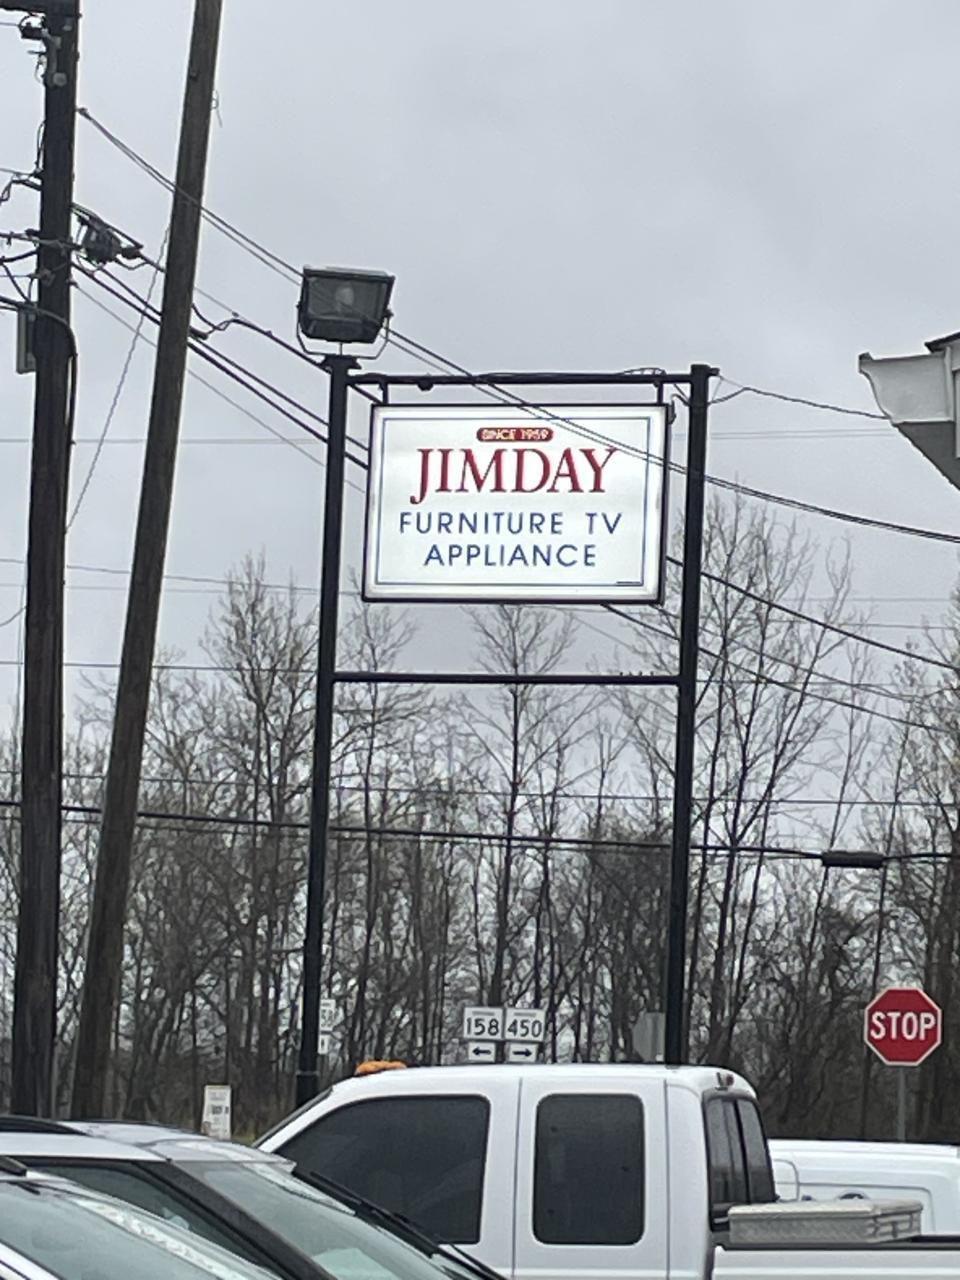 SINCE 1959
JIMDAY
FURNITURE TV
APPLIANCE
158 450
STOP